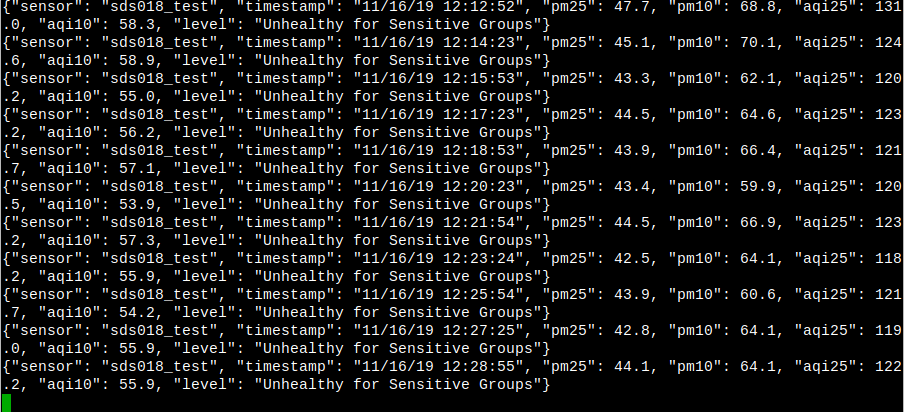 {"sensor": "sds018_test", "timestamp": "11/16/19 12:12:52", "pm25": 47.7, "pm10": 68.8, "aqi25": 131
.0, "aqi10": 58.3, "level": "Unhealthy for Sensitive Groups"}
{"sensor": "sds018_test", "timestamp": "11/16/19 12:14:23", "pm25": 45.1, "pm10": 70.1, "aqi25": 124
.6, "aqi10": 58.9, "level": "Unhealthy for Sensitive Groups"}
{"sensor": "sds018_test", "timestamp": "11/16/19 12:15:53", "pm25": 43.3, "pm10": 62.1, "aqi25": 120
.2, "aqi10": 55.0, "level": "Unhealthy for Sensitive Groups"}
{"sensor": "sds018_test", "timestamp": "11/16/19 12:17:23", "pm25": 44.5, "pm10": 64.6, "aqi25": 123
.2, "aqi10": 56.2, "level": "Unhealthy for Sensitive Groups"}
{"sensor": "sds018_test", "timestamp": "11/16/19 12:18:53", "pm25": 43.9, "pm10": 66.4, "aqi25": 121
.7, "aqi10": 57.1, "level": "Unhealthy for Sensitive Groups"}
{"sensor": "sds018_test", "timestamp": "11/16/19 12:20:23", "pm25": 43.4, "pm10": 59.9, "aqi25": 120
.5, "aqi10": 53.9, "level": "Unhealthy for Sensitive Groups"}
{"sensor": "sds018_test", "timestamp": "11/16/19 12:21:54", "pm25": 44.5, "pm10": 66.9, "aqi25": 123
.2, "aqi10": 57.3, "level": "Unhealthy for Sensitive Groups"}
{"sensor": "sds018_test", "timestamp": "11/16/19 12:23:24", "pm25": 42.5, "pm10": 64.1, "aqi25": 118
.2, "aqi10": 55.9, "level": "Unhealthy for Sensitive Groups"}
{"sensor": "sds018_test", "timestamp": "11/16/19 12:25:54", "pm25": 43.9, "pm10": 60.6, "aqi25": 121
.7, "aqi10": 54.2, "level": "Unhealthy for Sensitive Groups"}
{"sensor": "sds018_test", "timestamp": "11/16/19 12:27:25", "pm25": 42.8, "pm10": 64.1, "aqi25": 119
.0, "aqi10": 55.9, "level": "Unhealthy for Sensitive Groups"}
{"sensor": "sds018_test", "timestamp": "11/16/19 12:28:55", "pm25": 44.1, "pm10": 64.1, "aqi25": 122
.2, "aqi10": 55.9, "level": "Unhealthy for Sensitive Groups"}